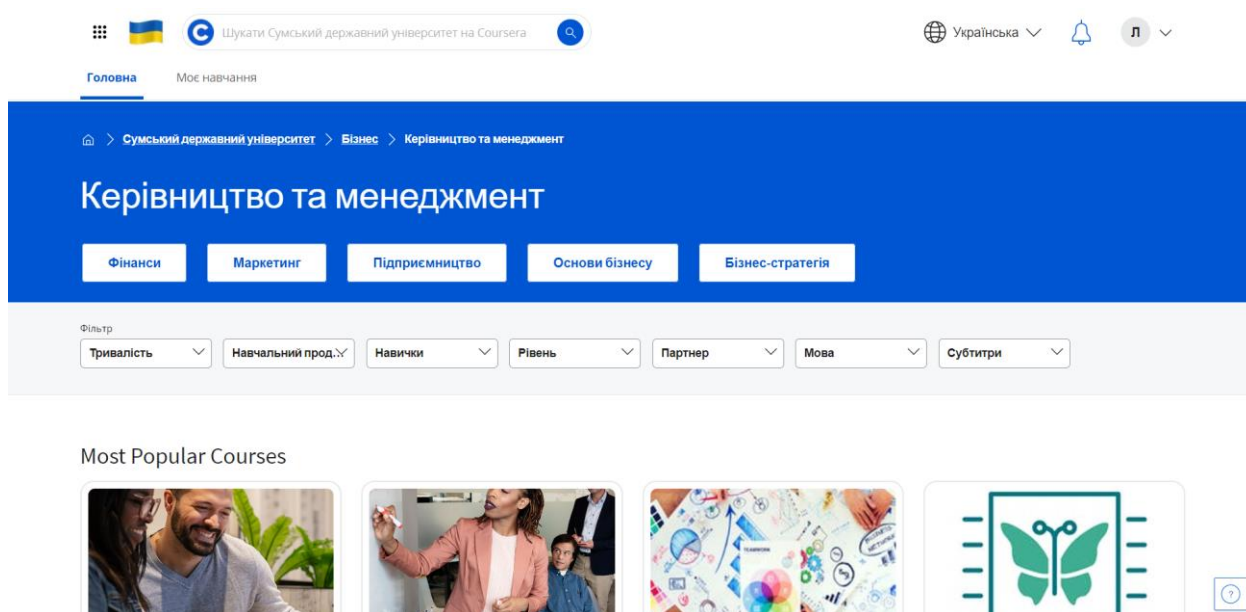 C Шукати Сумський державний університет на Coursera
Українська
Л
Головна Моє навчання
Сумський державний університет > Бізнес > Керівництво та менеджмент
Керівництво та менеджмент
Фінанси Маркетинг Підприємництво Основи бізнесу Бізнес-стратегія
Фільтр
Тривалість Навчальний прод... Навички Рівень Партнер Мова Субтитри
Most Popular Courses
TEAMWORK